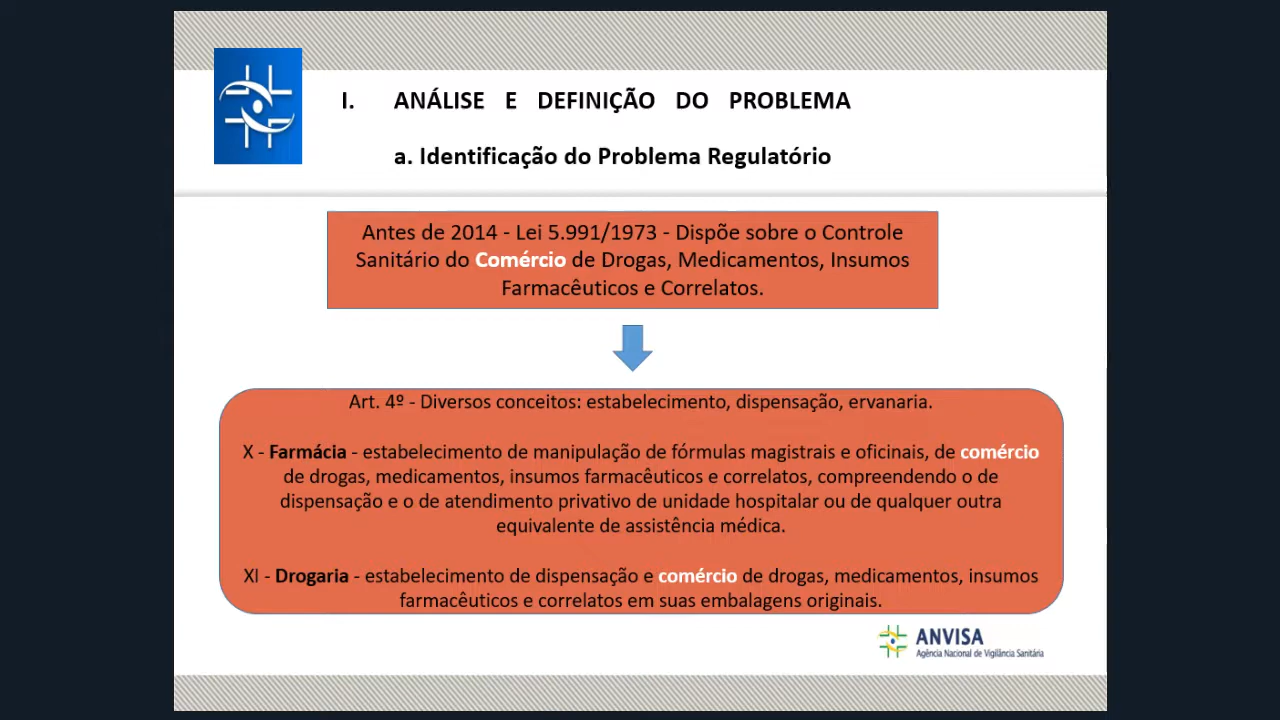 I. ANÁLISE E DEFINIÇÃO DO PROBLEMA
a. Identificação do Problema Regulatório
Antes de 2014 - Lei 5.991/1973 - Dispõe sobre o Controle
Sanitário do Comércio de Drogas, Medicamentos, Insumos
Farmacêuticos e Correlatos.
Art. 4º - Diversos conceitos: estabelecimento, dispensação, ervanaria.
X - Farmácia - estabelecimento de manipulação de fórmulas magistrais e oficinais, de comércio
de drogas, medicamentos, insumos farmacêuticos e correlatos, compreendendo o de
dispensação e o de atendimento privativo de unidade hospitalar ou de qualquer outra
equivalente de assistência médica.
XI - Drogaria - estabelecimento de dispensação e comércio de drogas, medicamentos, insumos
farmacêuticos e correlatos em suas embalagens originais.
ANVISA
Agência Nacional de Vigilância Sanitária